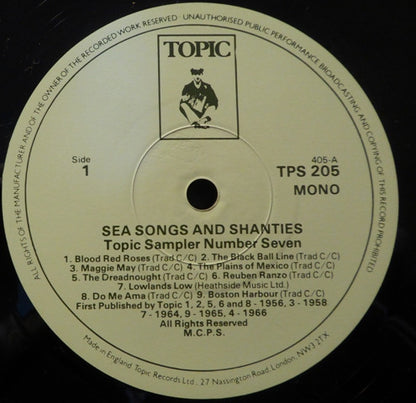 ALL RIGHTS OF THE MANUFACTURER AND OF THE OWNER OF THE RECORDED WORK RESERVED UNAUTHORISED PUBLIC PERFORMANCE BROADCASTING AND COPYING OF THIS RECORD PROHIBITED
TOPIC
Side
1
405-A
TPS 205
MONO
SEA SONGS AND SHANTIES
Topic Sampler Number Seven
1. Blood Red Roses (Trad C/C) 2. The Black Ball Line (Trad C/C)
3. Maggie May (Trad C/C) 4. The Plains of Mexico (Trad C/C)
5. The Dreadnought (Trad C/C) 6. Reuben Ranzo (Trad C/C)
7. Lowlands Low (Heathside Music Ltd.)
8. Do Me Ama (Trad C/C) 9. Boston Harbour (Trad C/C)
First Published by Topic 1, 2, 5, 6 and 8 - 1956, 3 - 1958
7 - 1964, 9 - 1965, 4 - 1966
All Rights Reserved
M.C.P.S.
Made in England Topic Records Ltd., 27 Nassington Road, London, NW3 2TX